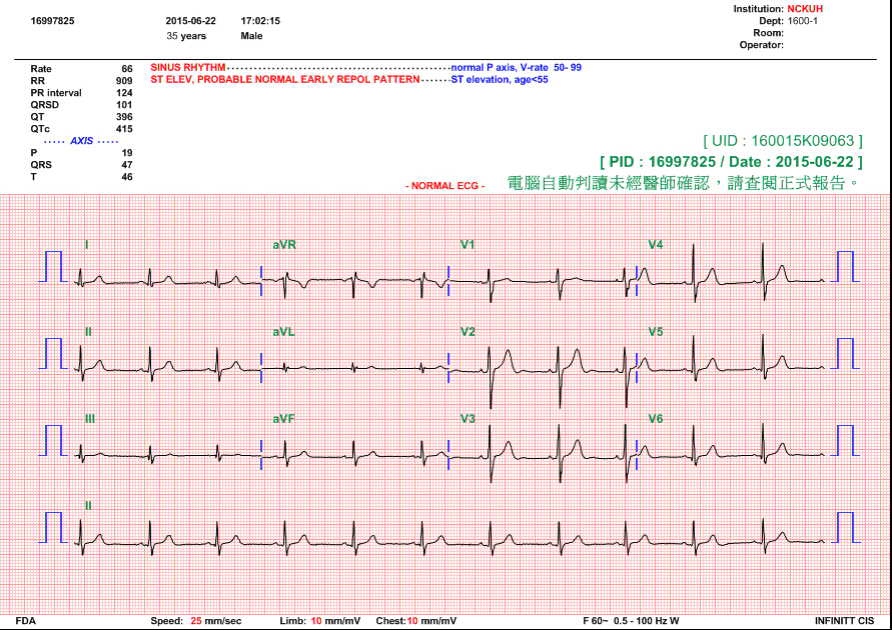 Institution: NCKUH
16997825 2015-06-22 17:02:15 Dept: 1600-1
35 years Male Room:
Operator:
Rate 66 SINUS RHYTHM normal P axis, V-rate 50- 99
RR 909 ST ELEV, PROBABLE NORMAL EARLY REPOL PATTERN ST elevation, age<55
PR interval 124
QRSD 101
QT 396
QTc 415
----- AXIS -----
P 19
QRS 47
T 46
[ UID : 160015K09063 ]
[ PID : 16997825 / Date : 2015-06-22 ]
- NORMAL ECG - 電腦自動判讀未經醫師確認，請查閱正式報告。
I aVR V1 V4
II aVL V2 V5
III aVF V3 V6
II
FDA Speed: 25 mm/sec Limb: 10 mm/mV Chest:10 mm/mV F 60~ 0.5 - 100 Hz W INFINITT CIS